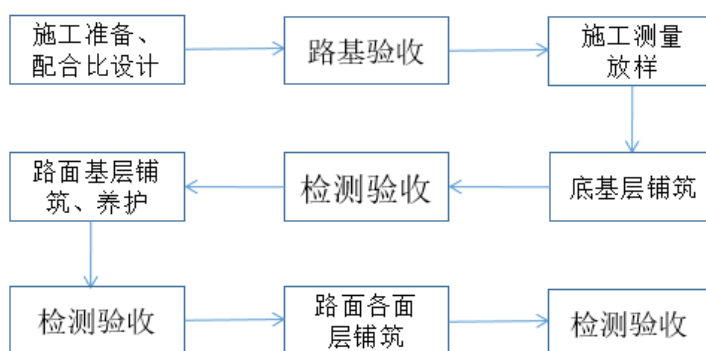 施工准备、
配合比设计
路基验收
施工测量
放样
底基层铺筑
检测验收
路面基层铺
筑、养护
检测验收
路面各面
层铺筑
检测验收